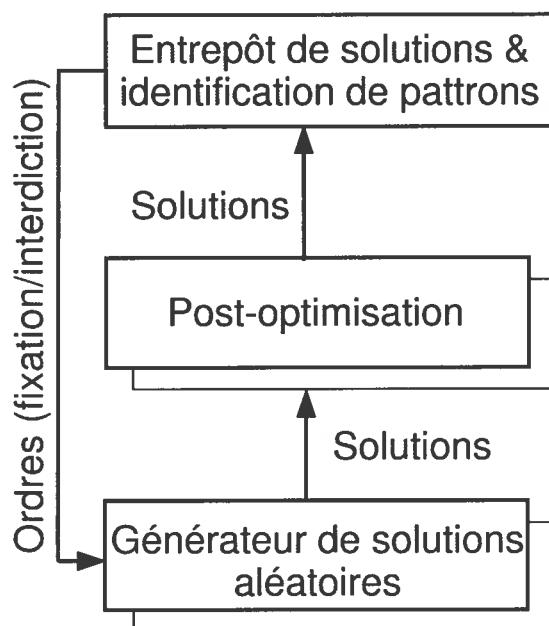 Entrepôt de solutions &
identification de pattrons
Ordres (fixation/interdiction)
Solutions
Post-optimisation
Solutions
Générateur de solutions
aléatoires